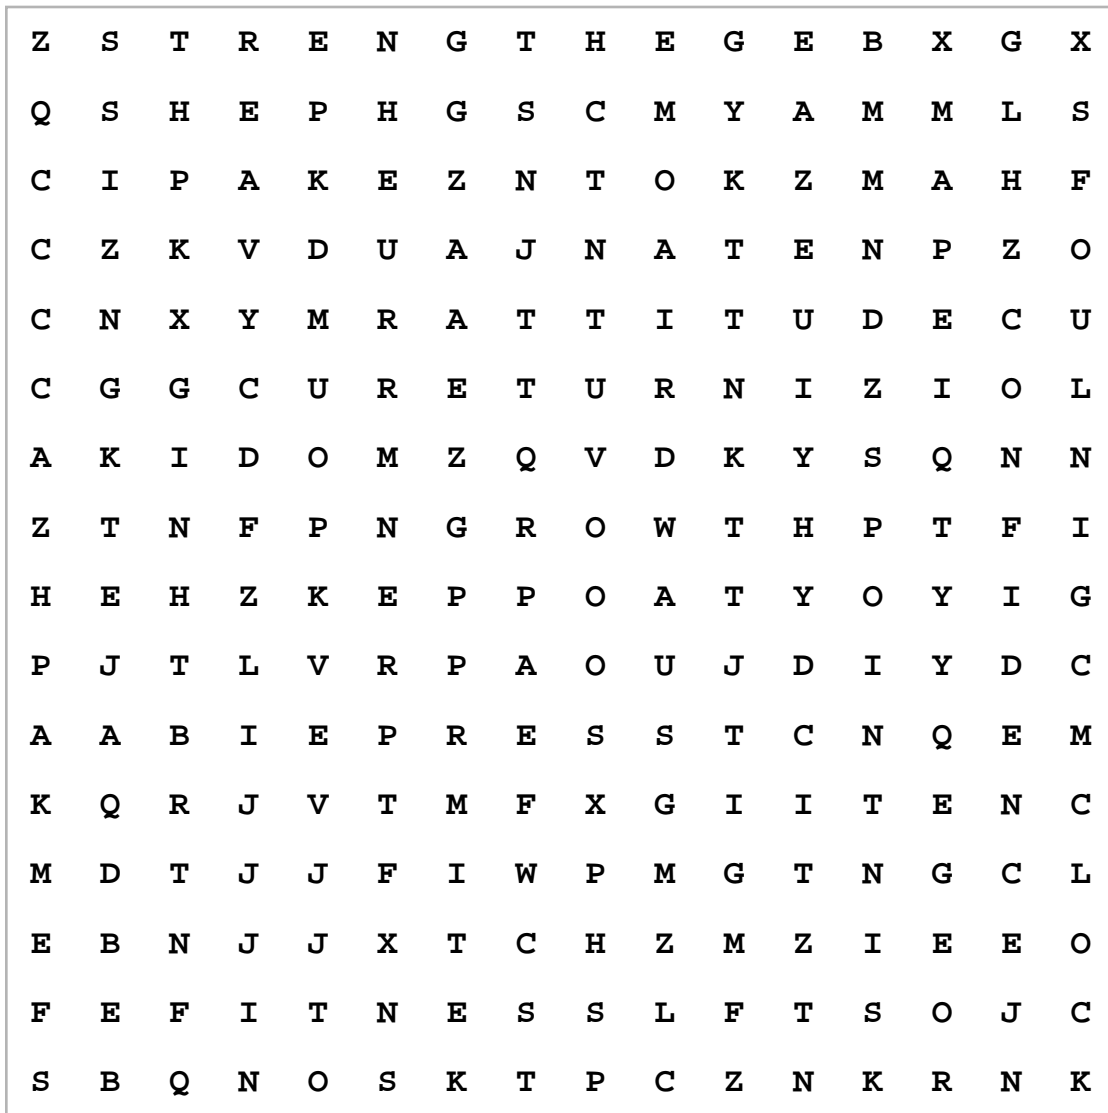 Z S T R E N G T H E G E B X G X
Q S H E P H G S C M Y A M M L S
C I P A K E Z N T O K Z M A H F
C Z K V D U A J N A T E N P Z O
C N X Y M R A T T I T U D E C U
C G G C U R E T U R N I Z I O L
A K I D O M Z Q V D K Y S Q N N
Z T N F P N G R O W T H P T F I
H E H Z K E P P O A T Y O Y I G
P J T L V R P A O U J D I Y D C
A A B I E P R E S S T C N Q E M
K Q R J V T M F X G I I T E N C
M D T J J F I W P M G T N G C L
E B N J J X T C H Z M Z I E E O
F E F I T N E S S L F T S O J C
S B Q N O S K T P C Z N K R N K